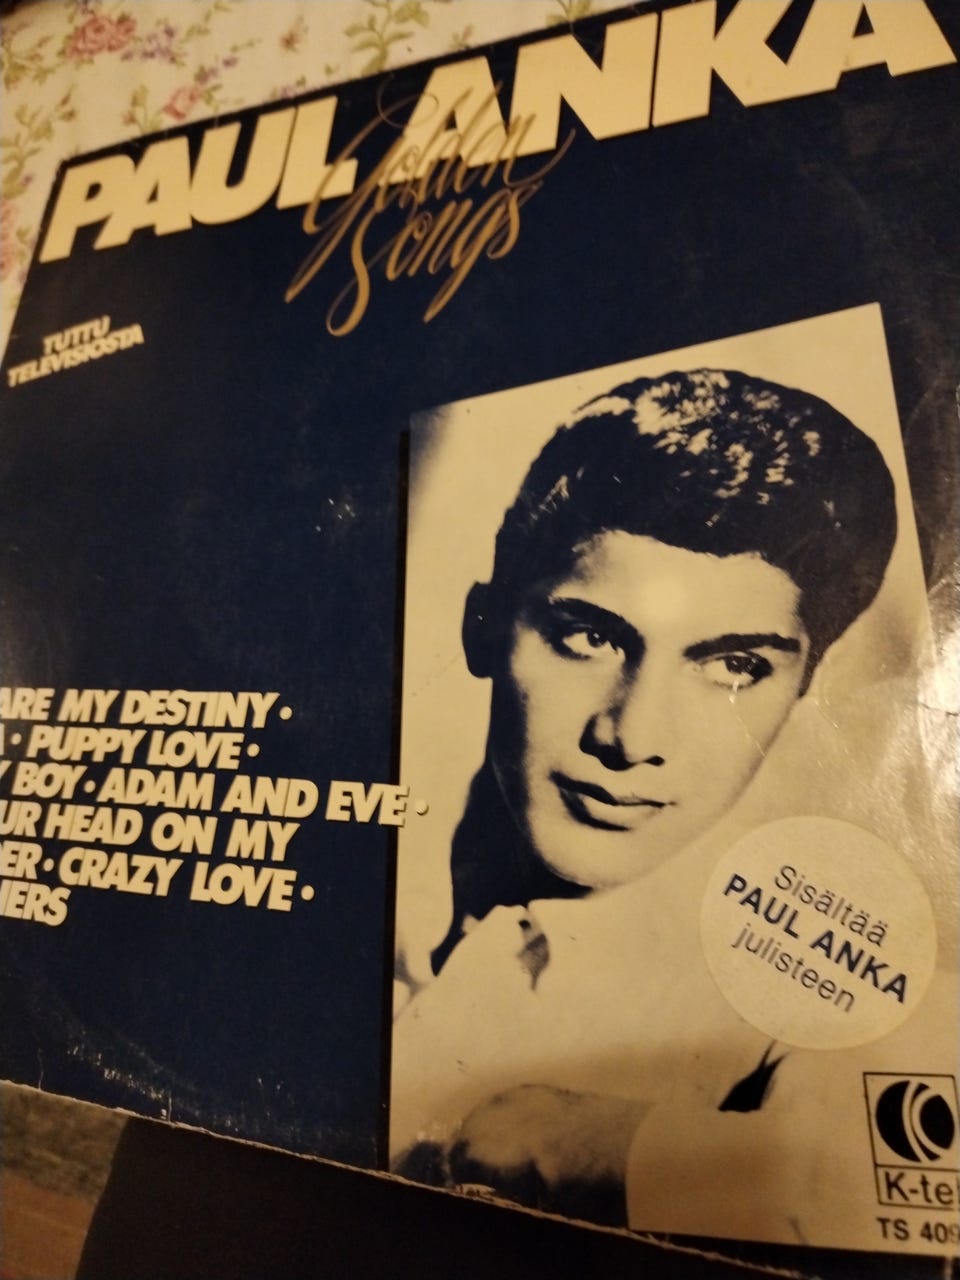 PAUL ANKA
Golden
Songs
TUTTU
TELEVISIOSTA
ARE MY DESTINY •
• PUPPY LOVE •
BOY • ADAM AND EVE •
UR HEAD ON MY
DER • CRAZY LOVE •
HERS
Sisältää
PAUL ANKA
julisteen
K-tel
TS 409